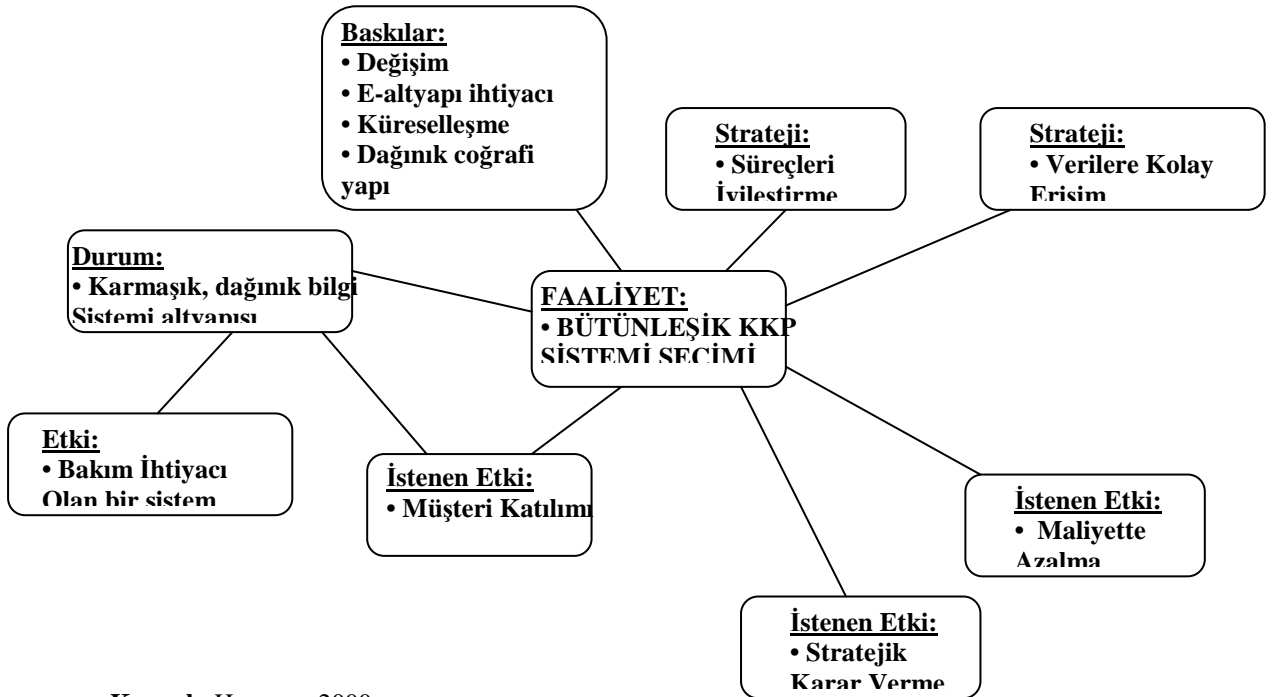 Baskılar:
• Değişim
• E-altyapı ihtiyacı
• Küreselleşme
• Dağınık coğrafi
yapı
Strateji:
• Süreçleri
İyileştirme
Strateji:
• Verilere Kolay
Erişim
Durum:
• Karmaşık, dağınık bilgi
Sistemi altyapısı
FAALİYET:
• BÜTÜNLEŞİK KKP
SİSTEMİ SEÇİMİ
Etki:
• Bakım İhtiyacı
Olan bir sistem
İstenen Etki:
• Müşteri Katılımı
İstenen Etki:
• Maliyette
Azalma
İstenen Etki:
• Stratejik
Karar Verme